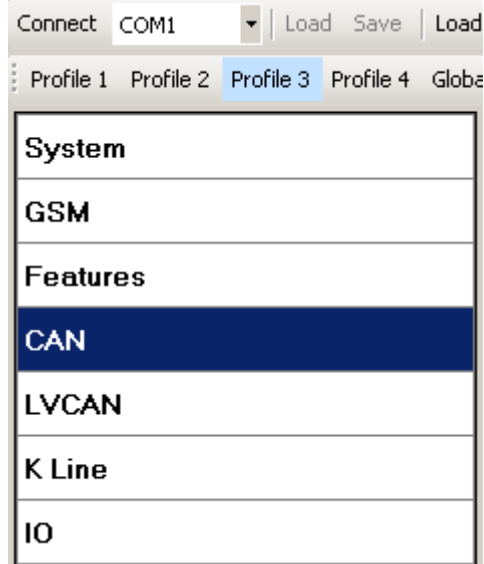 Connect COM1 Load Save Load
Profile 1 Profile 2 Profile 3 Profile 4 Globa
System
GSM
Features
CAN
LVCAN
K Line
IO